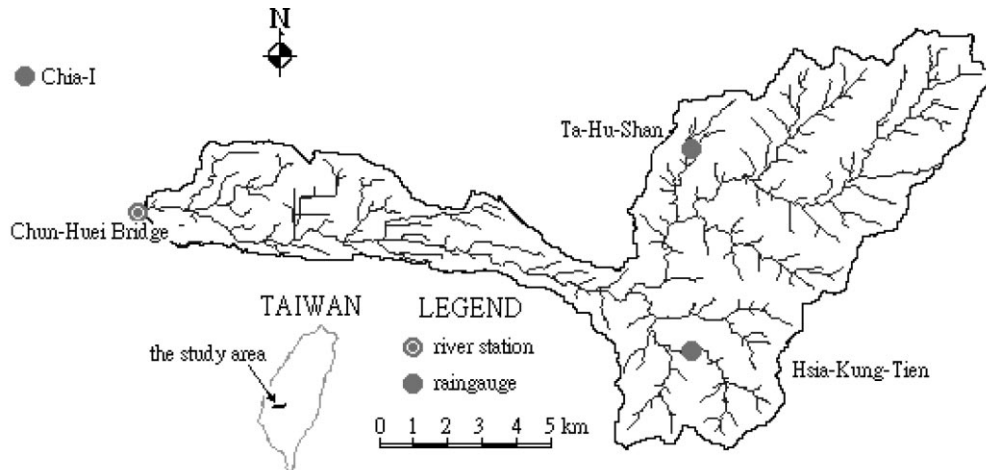 N
Chia-I
Ta-Hu-Shan
Chun-Huei Bridge
TAIWAN
LEGEND
the study area
river station
raingauge
Hsia-Kung-Tien
0 1 2 3 4 5 km